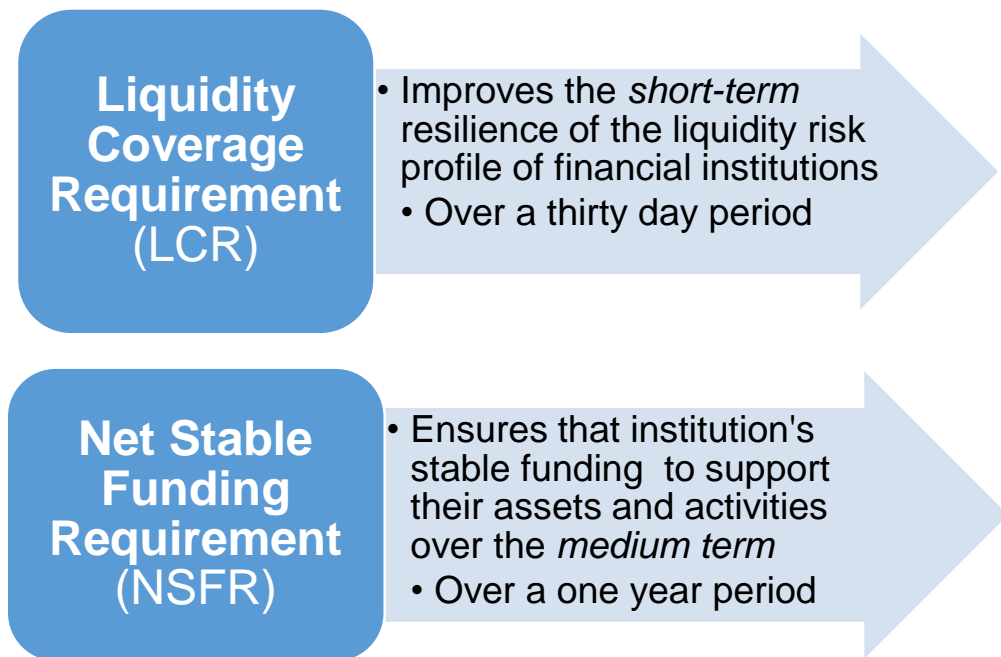 Liquidity
Coverage
Requirement
(LCR)
• Improves the short-term
resilience of the liquidity risk
profile of financial institutions
• Over a thirty day period
Net Stable
Funding
Requirement
(NSFR)
• Ensures that institution's
stable funding  to support
their assets and activities
over the medium term
• Over a one year period